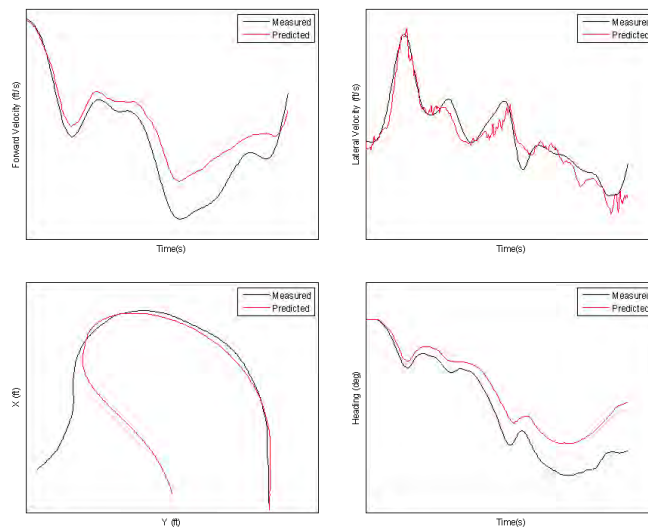 Measured
Predicted
Forward Velocity (ft/s)
Time(s)
Measured
Predicted
Lateral Velocity (ft/s)
Time(s)
Measured
Predicted
X (ft)
Y (ft)
Measured
Predicted
Heading (deg)
Time(s)